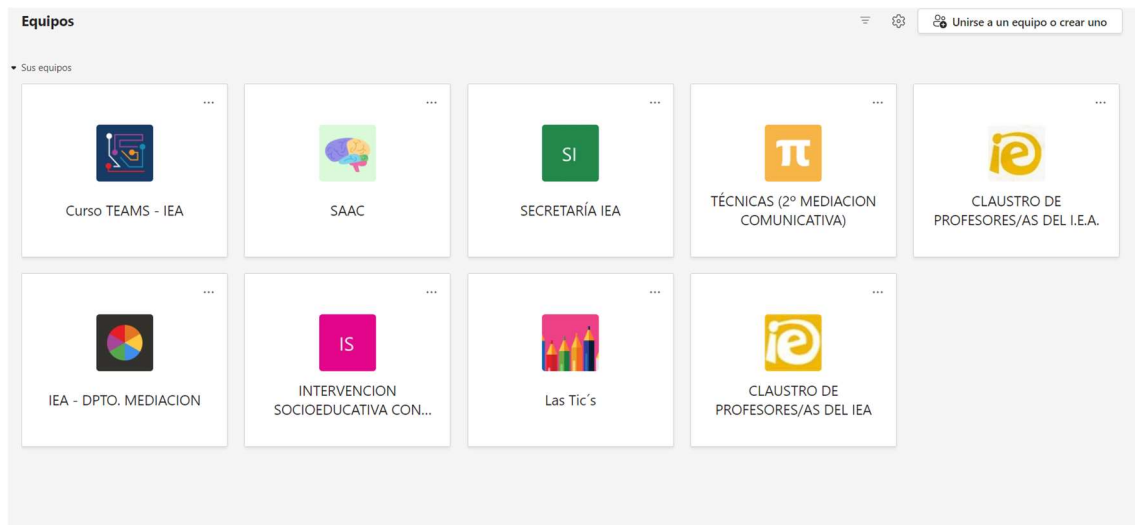 Equipos
Unirse a un equipo o crear uno
Sus equipos
Curso TEAMS - IEA
SAAC
SI
SECRETARÍA IEA
π
TÉCNICAS (2º MEDIACION
COMUNICATIVA)
ie
CLAUSTRO DE
PROFESORES/AS DEL I.E.A.
IEA - DPTO. MEDIACION
IS
INTERVENCION
SOCIOEDUCATIVA CON...
Las Tic´s
ie
CLAUSTRO DE
PROFESORES/AS DEL IEA